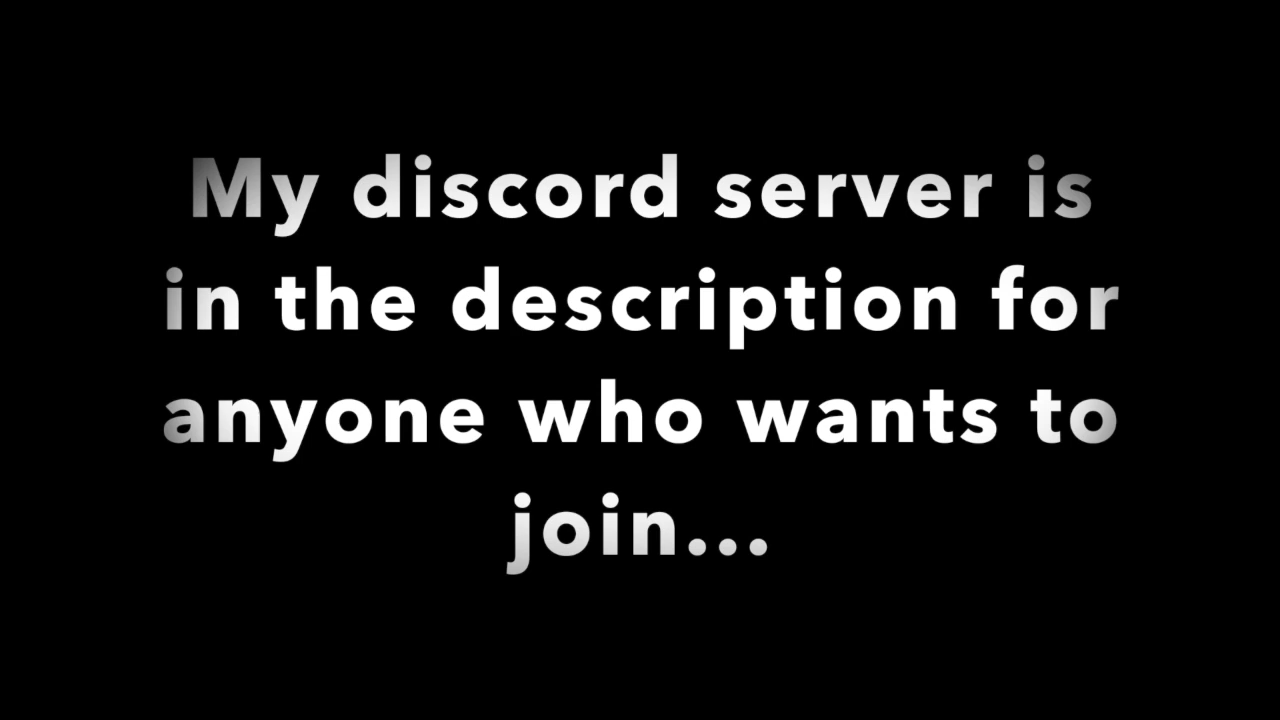 My discord server is
in the description for
anyone who wants to
join...